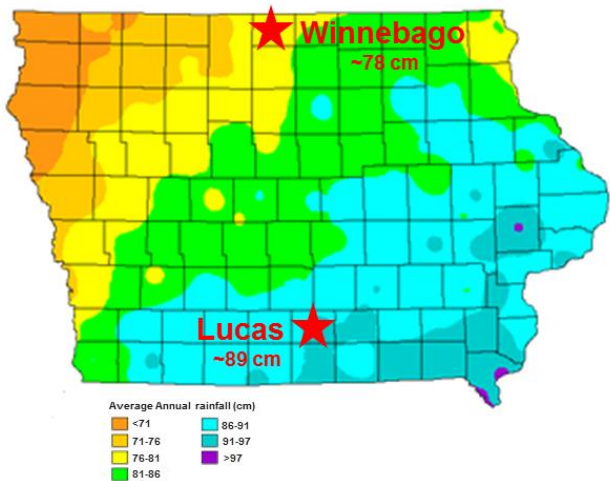 Winnebago
~78 cm
Lucas
~89 cm
Average Annual rainfall (cm)
<71
71-76
76-81
81-86
86-91
91-97
>97